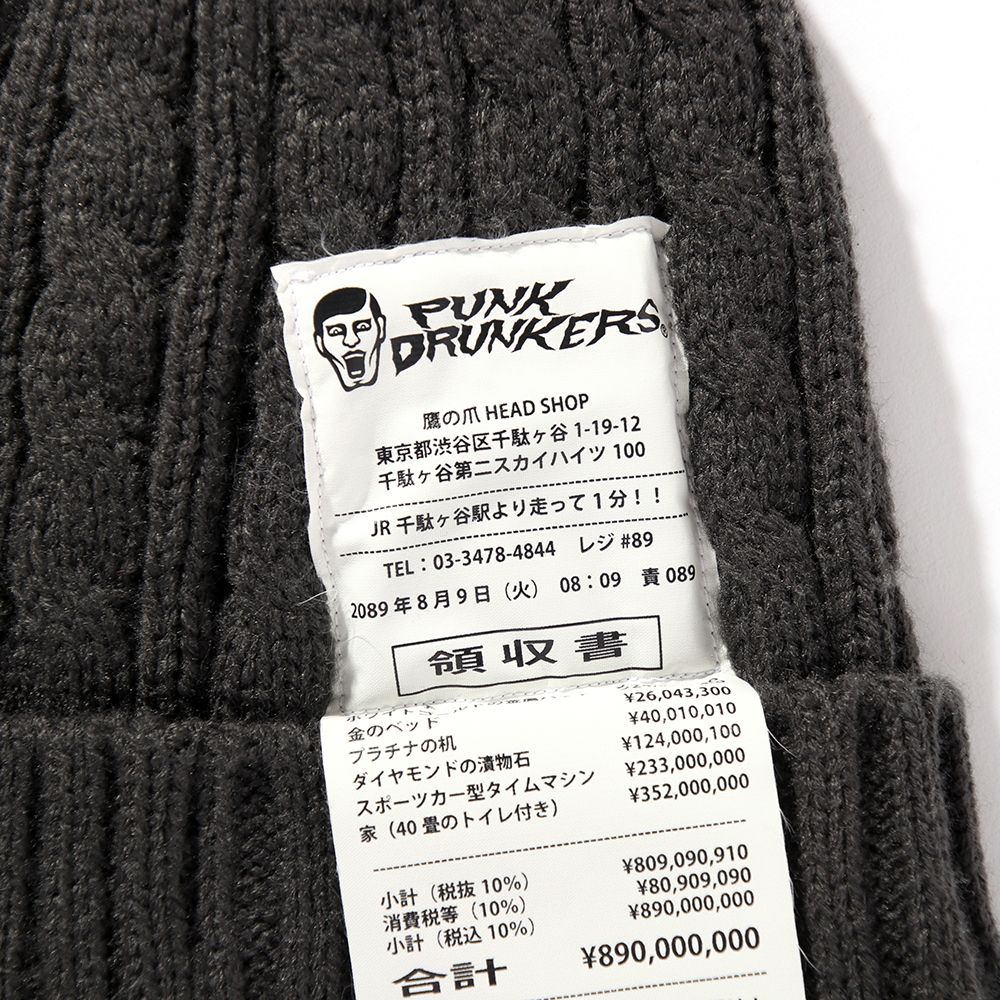 PUNK
DRUNKERS®
鷹の爪 HEAD SHOP
東京都渋谷区千駄ヶ谷 1-19-12
千駄ヶ谷第二スカイハイツ 100
JR 千駄ヶ谷駅より走って 1 分！！
TEL：03-3478-4844 レジ #89
2089 年 8 月 9 日（火） 08：09 責 089
領収書
¥26,043,300
金のベッド ¥40,010,010
プラチナの机 ¥124,000,100
ダイヤモンドの漬物石 ¥233,000,000
スポーツカー型タイムマシン ¥352,000,000
家（40 畳のトイレ付き）
小計（税抜 10%） ¥809,090,910
消費税等（10%） ¥80,909,090
小計（税込 10%） ¥890,000,000
合計 ¥890,000,000